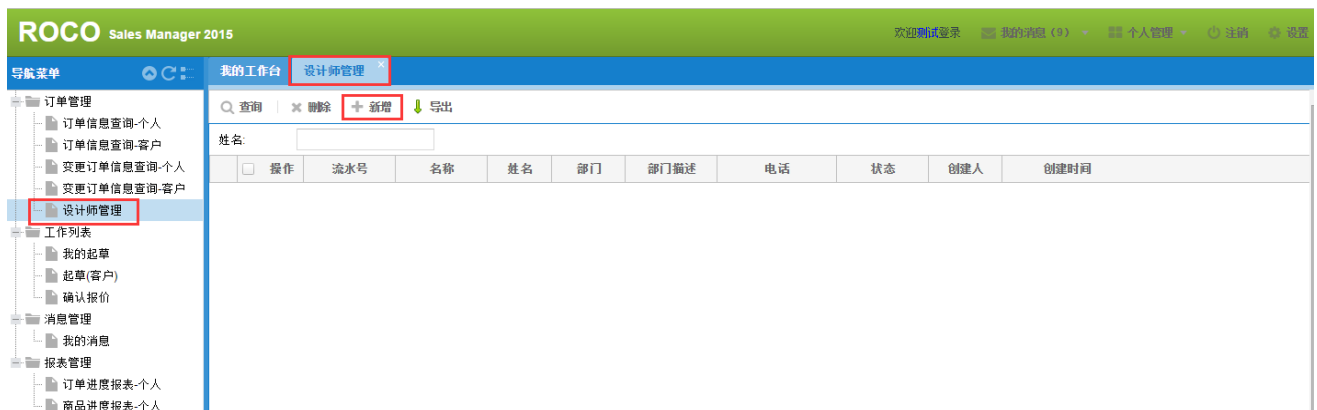 ROCO Sales Manager 2015
欢迎测试登录 我的消息（9） 个人管理 注销 设置
导航菜单
我的工作台 设计师管理
查询 删除 新增 导出
姓名:
操作 流水号 名称 姓名 部门 部门描述 电话 状态 创建人 创建时间
订单管理
订单信息查询-个人
订单信息查询-客户
变更订单信息查询-个人
变更订单信息查询-客户
设计师管理
工作列表
我的起草
起草(客户)
确认报价
消息管理
我的消息
报表管理
订单进度报表-个人
商品进度报表-个人